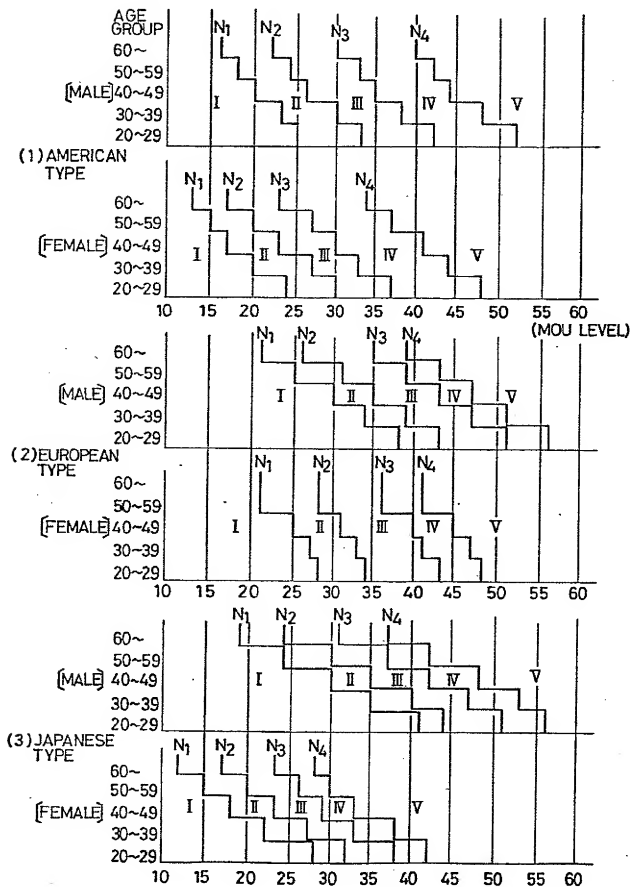 AGE
GROUP N1 N2 N3 N4
60~
50~59
[MALE] 40~49 I II III IV V
30~39
20~29
(1) AMERICAN
TYPE
N1 N2 N3 N4
60~
50~59
[FEMALE] 40~49 I II III IV V
30~39
20~29
10 15 20 25 30 35 40 45 50 55 60
(MOU LEVEL)
N1 N2 N3 N4
60~
50~59
[MALE] 40~49 I II III IV V
30~39
20~29
(2) EUROPEAN
TYPE
N1 N2 N3 N4
60~
50~59
[FEMALE] 40~49 I II III IV V
30~39
20~29
10 15 20 25 30 35 40 45 50 55 60
N1 N2 N3 N4
60~
50~59
[MALE] 40~49 I II III IV V
30~39
20~29
(3) JAPANESE
TYPE
N1 N2 N3 N4
60~
50~59
[FEMALE] 40~49 I II III IV V
30~39
20~29
10 15 20 25 30 35 40 45 50 55 60